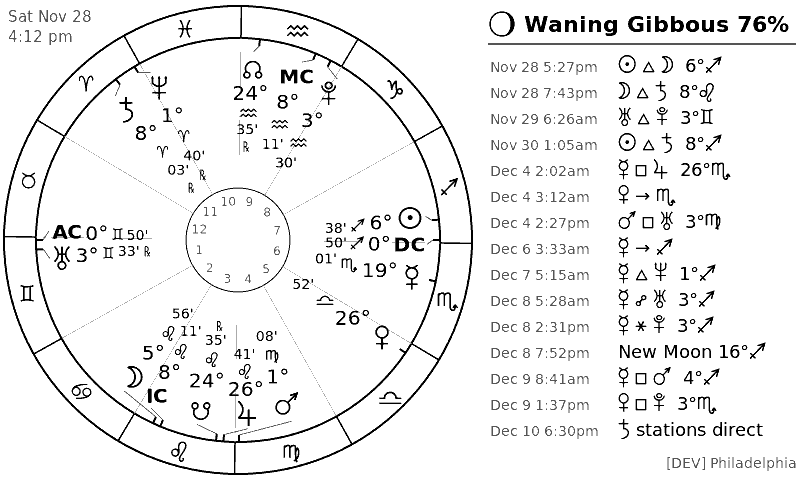 Sat Nov 28
4:12 pm
☽ Waning Gibbous 76%
Nov 28 5:27pm ☉ △ ☽ 6°♐
Nov 28 7:43pm ☽ △ ♄ 8°♌
Nov 29 6:26am ♅ △ ⯓ 3°♊
Nov 30 1:05am ☉ △ ♄ 8°♐
Dec 4 2:02am ☿ □ ♃ 26°♏
Dec 4 3:12am ♀ → ♏
Dec 4 2:27pm ♂ □ ♅ 3°♍
Dec 6 3:33am ☿ → ♐
Dec 7 5:15am ☿ △ ♆ 1°♐
Dec 8 5:28am ☿ ☍ ♅ 3°♐
Dec 8 2:31pm ☿ ⚹ ⯓ 3°♐
Dec 8 7:52pm New Moon 16°♐
Dec 9 8:41am ☿ □ ♂ 4°♐
Dec 9 1:37pm ♀ □ ⯓ 3°♏
Dec 10 6:30pm ♄ stations direct
[DEV] Philadelphia
♓
♒
♑
♐
♏
♎
♍
♌
♋
♊
♉
♈
♆ 1° ♈ 40' ℞
♄ 8° ♈ 03' ℞
☊ 24° ♒ 35' ℞
MC 8° ♒ 11'
⯓ 3° ♒ 30'
AC 0° ♊ 50'
♅ 3° ♊ 33' ℞
38' ♐ 6° ☉
50' ♐ 0° DC
01' ♏ 19° ☿
52' ♎ 26° ♀
☽ 5° ♌ 56'
IC 8° ♌ 11'
☋ 24° ♌ 35' ℞
♃ 26° ♌ 41'
♂ 1° ♍ 08'
10 9
11 8
12 7
1 6
2 5
3 4